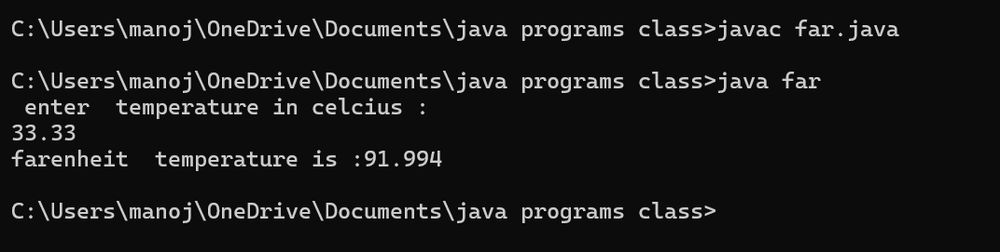 C:\Users\manoj\OneDrive\Documents\java programs class>javac far.java
C:\Users\manoj\OneDrive\Documents\java programs class>java far
 enter  temperature in celcius :
33.33
farenheit  temperature is :91.994
C:\Users\manoj\OneDrive\Documents\java programs class>